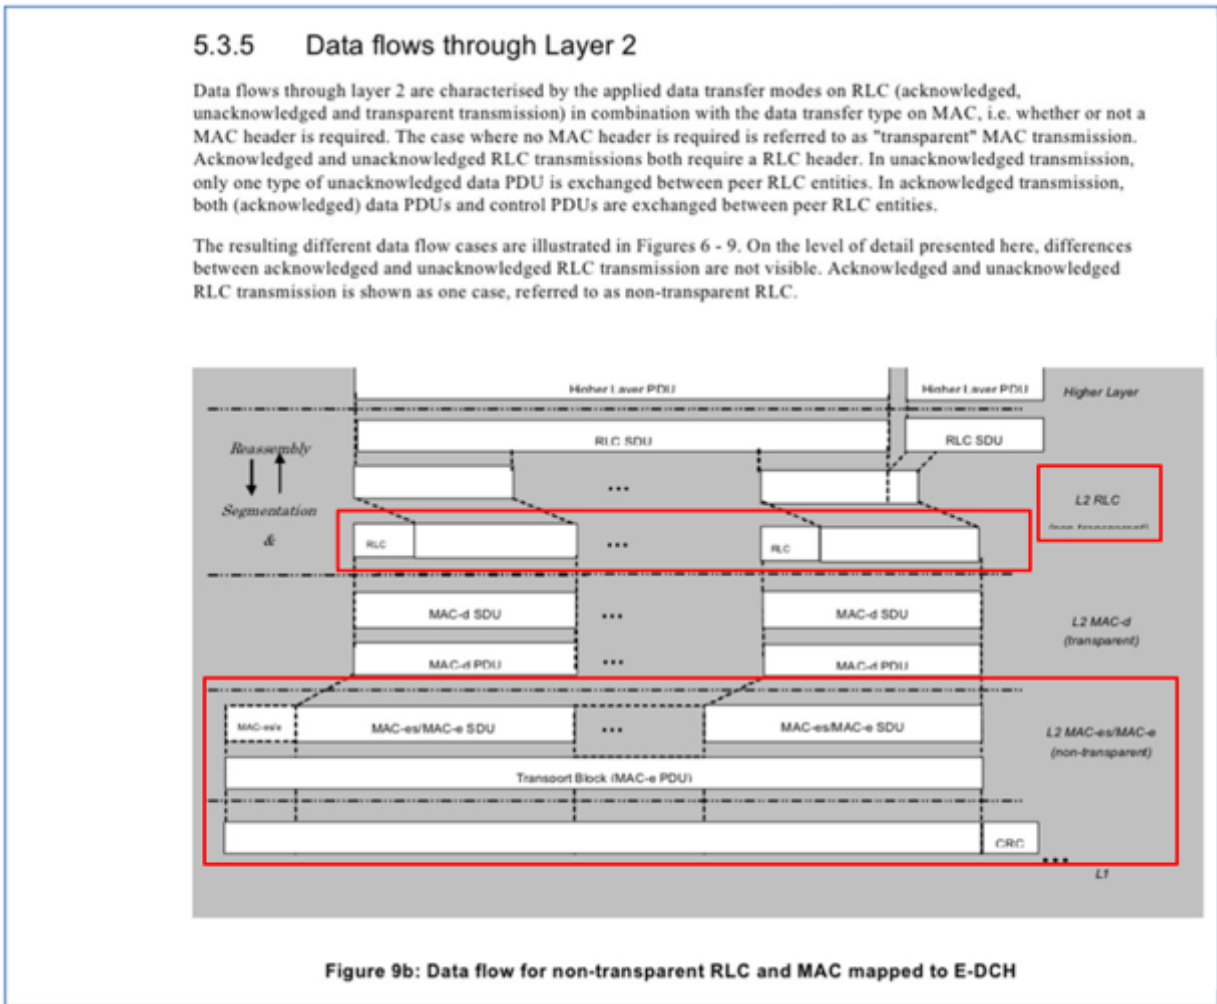 5.3.5 Data flows through Layer 2
Data flows through layer 2 are characterised by the applied data transfer modes on RLC (acknowledged,
unacknowledged and transparent transmission) in combination with the data transfer type on MAC, i.e. whether or not a
MAC header is required. The case where no MAC header is required is referred to as "transparent" MAC transmission.
Acknowledged and unacknowledged RLC transmissions both require a RLC header. In unacknowledged transmission,
only one type of unacknowledged data PDU is exchanged between peer RLC entities. In acknowledged transmission,
both (acknowledged) data PDUs and control PDUs are exchanged between peer RLC entities.
The resulting different data flow cases are illustrated in Figures 6 - 9. On the level of detail presented here, differences
between acknowledged and unacknowledged RLC transmission are not visible. Acknowledged and unacknowledged
RLC transmission is shown as one case, referred to as non-transparent RLC.
Higher Layer PDU Higher Layer PDU Higher Layer
RLC SDU RLC SDU
Reassembly
...
L2 RLC
Segmentation
(non-transparent)
&
RLC ... RLC
MAC-d SDU ... MAC-d SDU
L2 MAC-d
(transparent)
MAC-d PDU ... MAC-d PDU
MAC-es/e MAC-es/MAC-e SDU ... MAC-es/MAC-e SDU
L2 MAC-es/MAC-e
(non-transparent)
Transport Block (MAC-e PDU)
CRC
...
L1
Figure 9b: Data flow for non-transparent RLC and MAC mapped to E-DCH